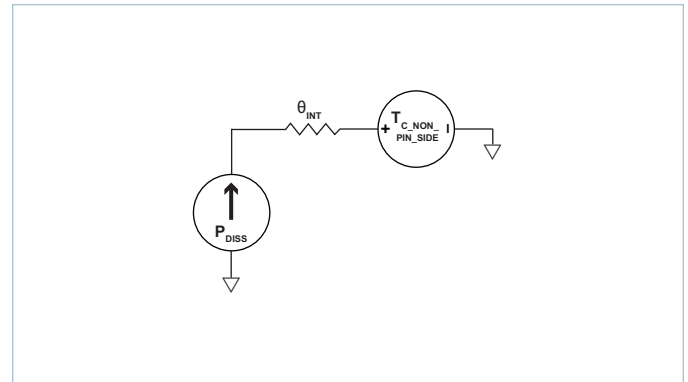 θINT
+ TC_NON_ I
PIN_SIDE
PDISS